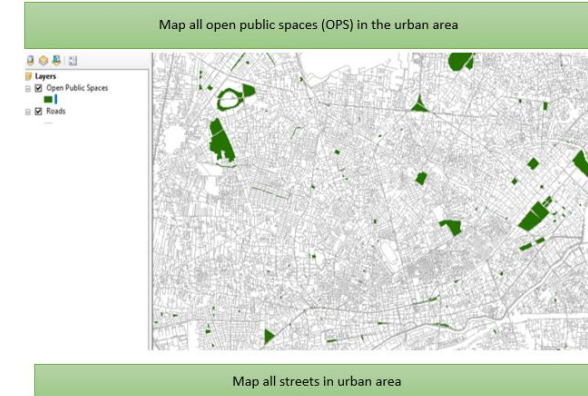 Map all open public spaces (OPS) in the urban area
Layers
Open Public Spaces
Roads
Map all streets in urban area